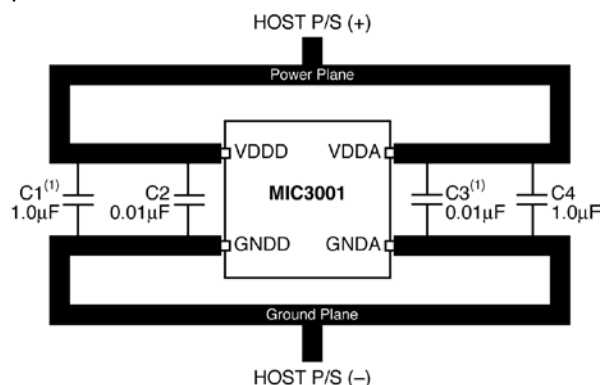 HOST P/S (+)
Power Plane
VDDD
VDDA
C1(1)
1.0µF
C2
0.01µF
MIC3001
C3(1)
0.01µF
C4
1.0µF
GNDD
GNDA
Ground Plane
HOST P/S (–)